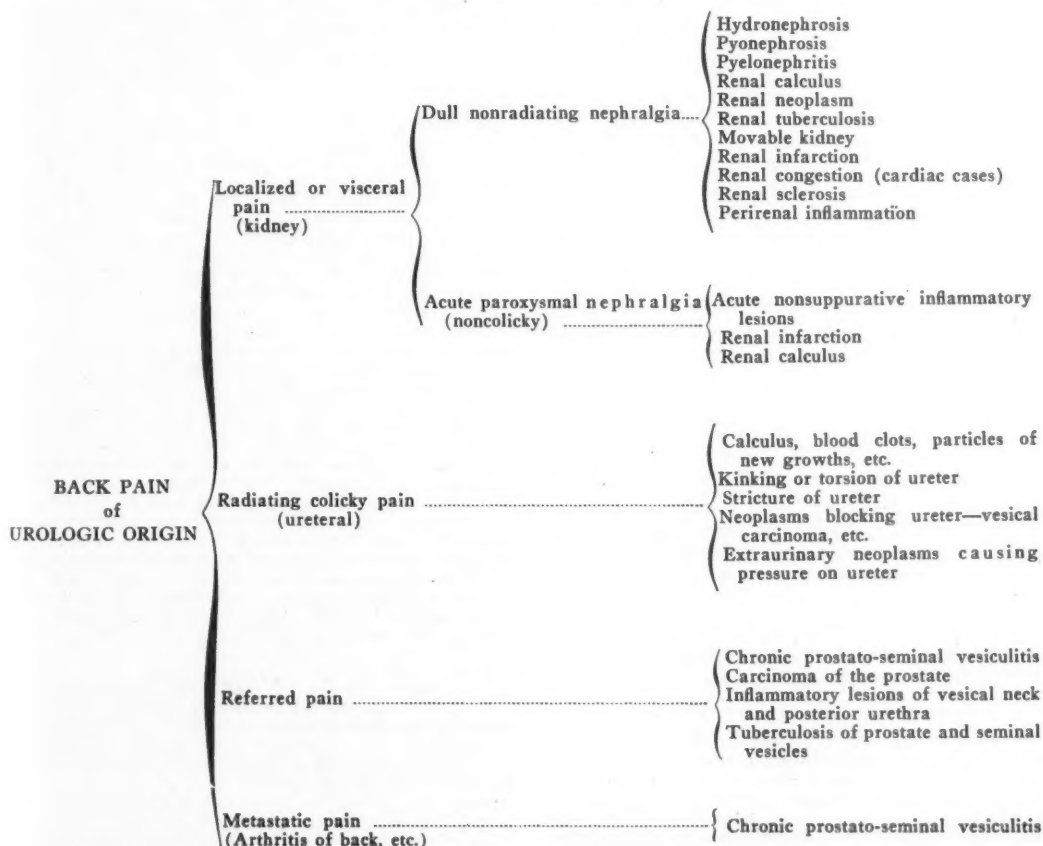 BACK PAIN
of
UROLOGIC ORIGIN
Localized or visceral
pain
(kidney)
Dull nonradiating nephralgia
Hydronephrosis
Pyonephrosis
Pyelonephritis
Renal calculus
Renal neoplasm
Renal tuberculosis
Movable kidney
Renal infarction
Renal congestion (cardiac cases)
Renal sclerosis
Perirenal inflammation
Acute paroxysmal nephralgia
(noncolicky)
Acute nonsuppurative inflammatory
lesions
Renal infarction
Renal calculus
Radiating colicky pain
(ureteral)
Calculus, blood clots, particles of
new growths, etc.
Kinking or torsion of ureter
Stricture of ureter
Neoplasms blocking ureter—vesical
carcinoma, etc.
Extraurinary neoplasms causing
pressure on ureter
Referred pain
Chronic prostato-seminal vesiculitis
Carcinoma of the prostate
Inflammatory lesions of vesical neck
and posterior urethra
Tuberculosis of prostate and seminal
vesicles
Metastatic pain
(Arthritis of back, etc.)
Chronic prostato-seminal vesiculitis